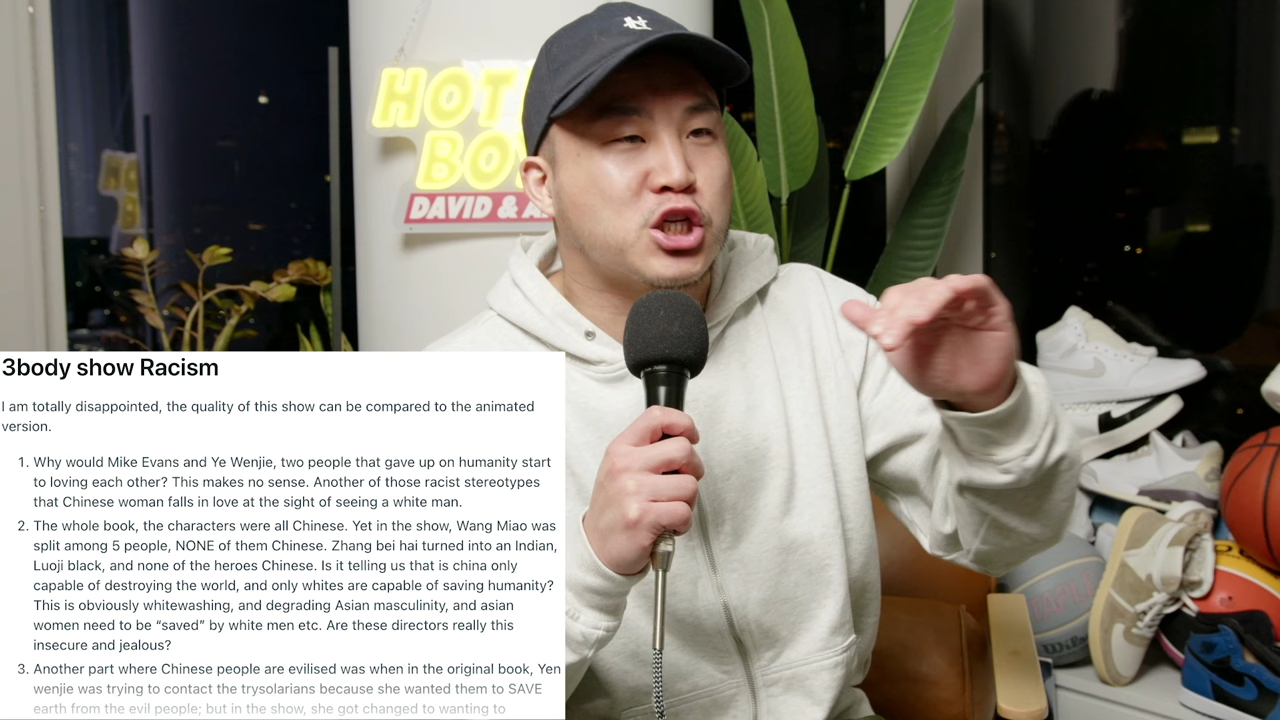 HOT
BOY
DAVID &
3body show Racism
I am totally disappointed, the quality of this show can be compared to the animated
version.
1. Why would Mike Evans and Ye Wenjie, two people that gave up on humanity start
to loving each other? This makes no sense. Another of those racist stereotypes
that Chinese woman falls in love at the sight of seeing a white man.
2. The whole book, the characters were all Chinese. Yet in the show, Wang Miao was
split among 5 people, NONE of them Chinese. Zhang bei hai turned into an Indian,
Luoji black, and none of the heroes Chinese. Is it telling us that is china only
capable of destroying the world, and only whites are capable of saving humanity?
This is obviously whitewashing, and degrading Asian masculinity, and asian
women need to be “saved” by white men etc. Are these directors really this
insecure and jealous?
3. Another part where Chinese people are evilised was when in the original book, Yen
wenjie was trying to contact the trysolarians because she wanted them to SAVE
earth from the evil people; but in the show, she got changed to wanting to
Wilson